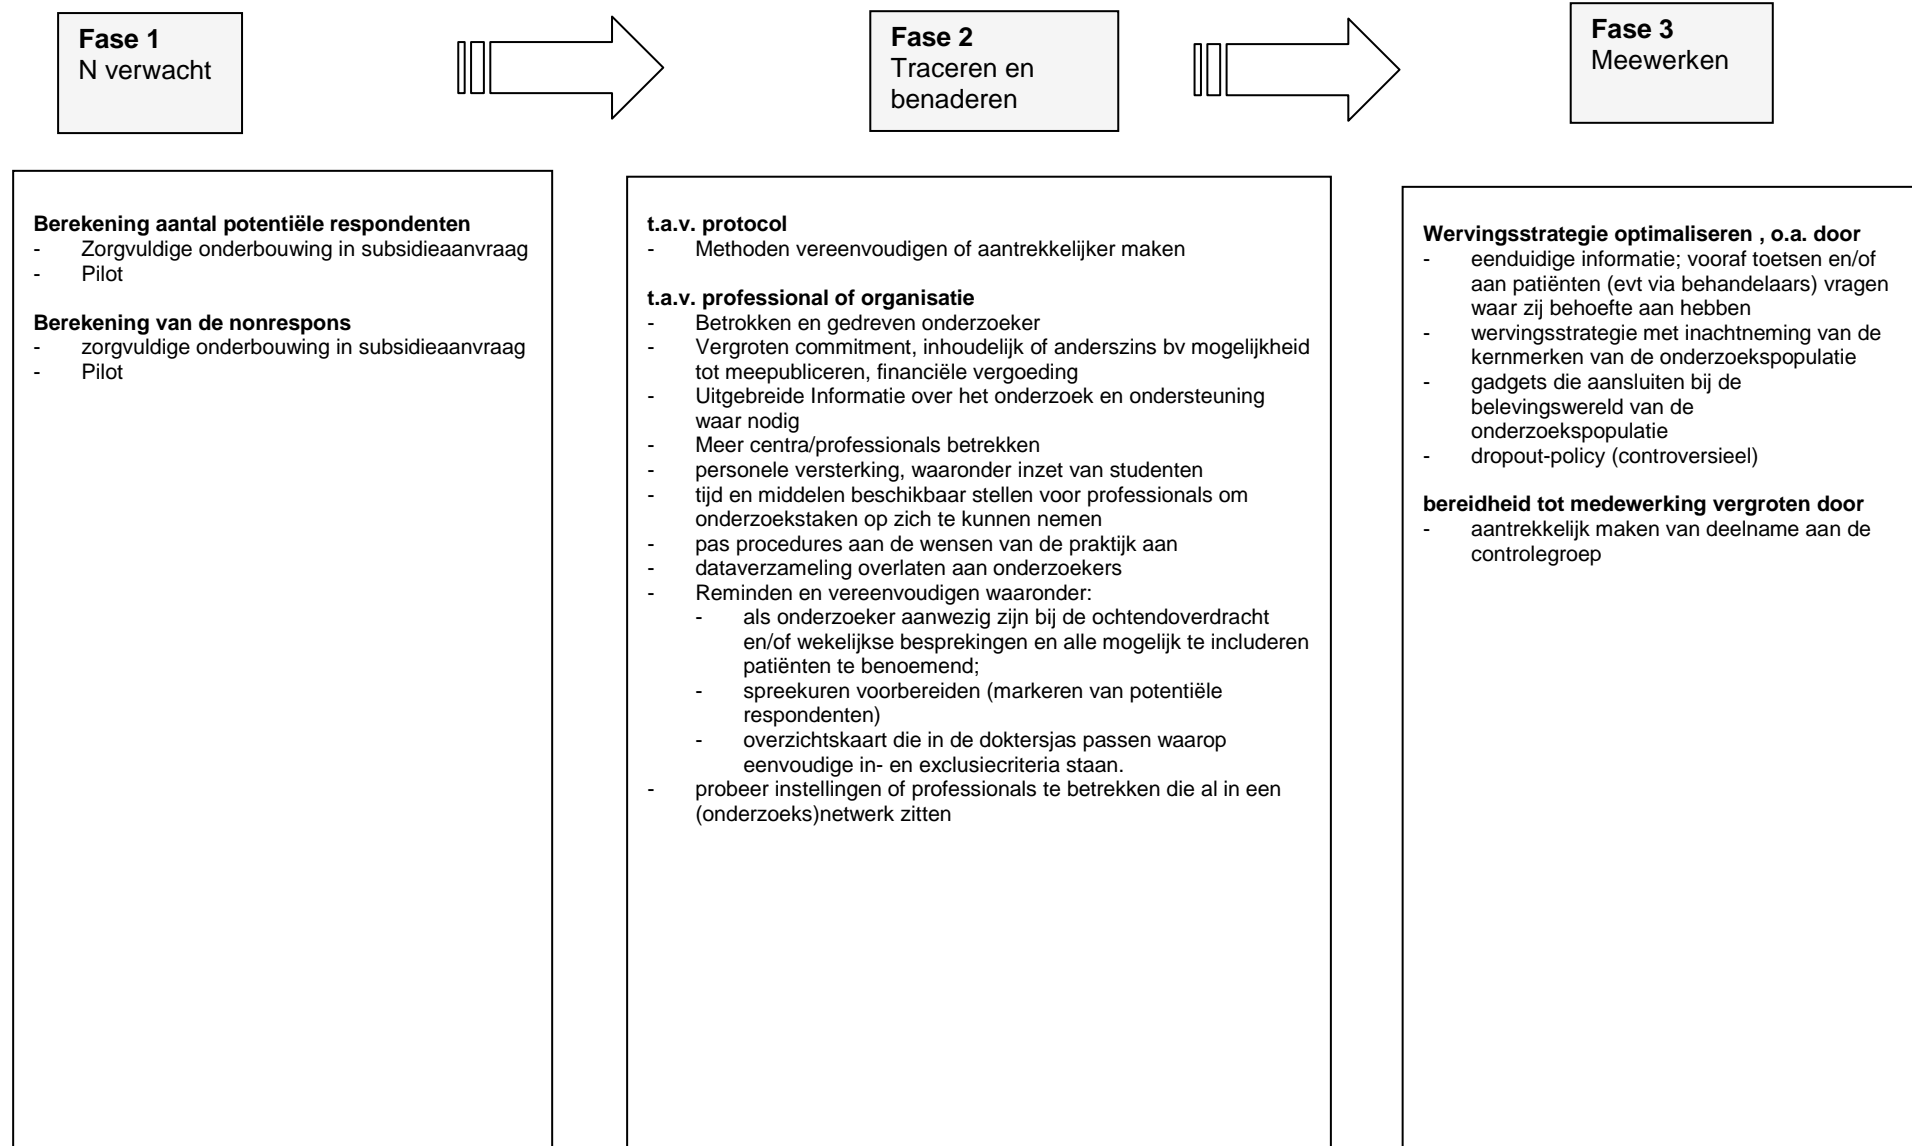 Fase 1
N verwacht
Fase 2
Traceren en
benaderen
Fase 3
Meewerken
Berekening aantal potentiële respondenten
- Zorgvuldige onderbouwing in subsidieaanvraag
- Pilot
Berekening van de nonrespons
- zorgvuldige onderbouwing in subsidieaanvraag
- Pilot
t.a.v. protocol
- Methoden vereenvoudigen of aantrekkelijker maken
t.a.v. professional of organisatie
- Betrokken en gedreven onderzoeker
- Vergroten commitment, inhoudelijk of anderszins bv mogelijkheid
tot meepubliceren, financiële vergoeding
- Uitgebreide Informatie over het onderzoek en ondersteuning
waar nodig
- Meer centra/professionals betrekken
- personele versterking, waaronder inzet van studenten
- tijd en middelen beschikbaar stellen voor professionals om
onderzoekstaken op zich te kunnen nemen
- pas procedures aan de wensen van de praktijk aan
- dataverzameling overlaten aan onderzoekers
- Reminden en vereenvoudigen waaronder:
- als onderzoeker aanwezig zijn bij de ochtendoverdracht
en/of wekelijkse besprekingen en alle mogelijk te includeren
patiënten te benoemend;
- spreekuren voorbereiden (markeren van potentiële
respondenten)
- overzichtskaart die in de doktersjas passen waarop
eenvoudige in- en exclusiecriteria staan.
- probeer instellingen of professionals te betrekken die al in een
(onderzoeks)netwerk zitten
Wervingsstrategie optimaliseren , o.a. door
- eenduidige informatie; vooraf toetsen en/of
aan patiënten (evt via behandelaars) vragen
waar zij behoefte aan hebben
- wervingsstrategie met inachtneming van de
kernmerken van de onderzoekspopulatie
- gadgets die aansluiten bij de
belevingswereld van de
onderzoekspopulatie
- dropout-policy (controversieel)
bereidheid tot medewerking vergroten door
- aantrekkelijk maken van deelname aan de
controlegroep